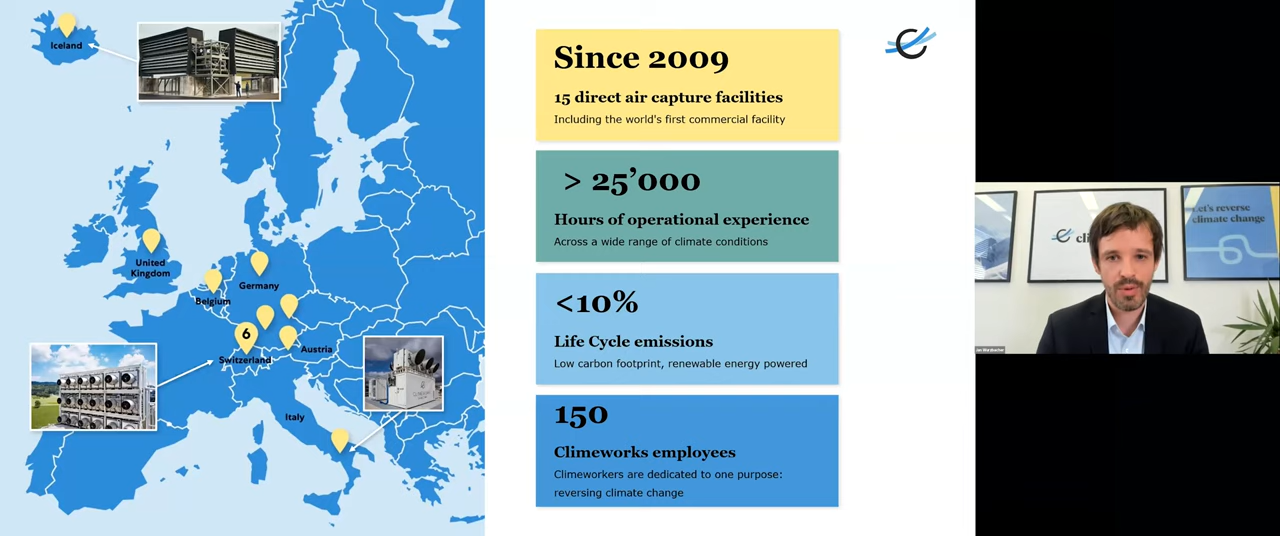 Iceland
United
Kingdom
Germany
Belgium
6
Switzerland
Austria
Italy
Since 2009
15 direct air capture facilities
Including the world's first commercial facility
> 25’000
Hours of operational experience
Across a wide range of climate conditions
<10%
Life Cycle emissions
Low carbon footprint, renewable energy powered
150
Climeworks employees
Climeworkers are dedicated to one purpose:
reversing climate change
Let's reverse
climate change